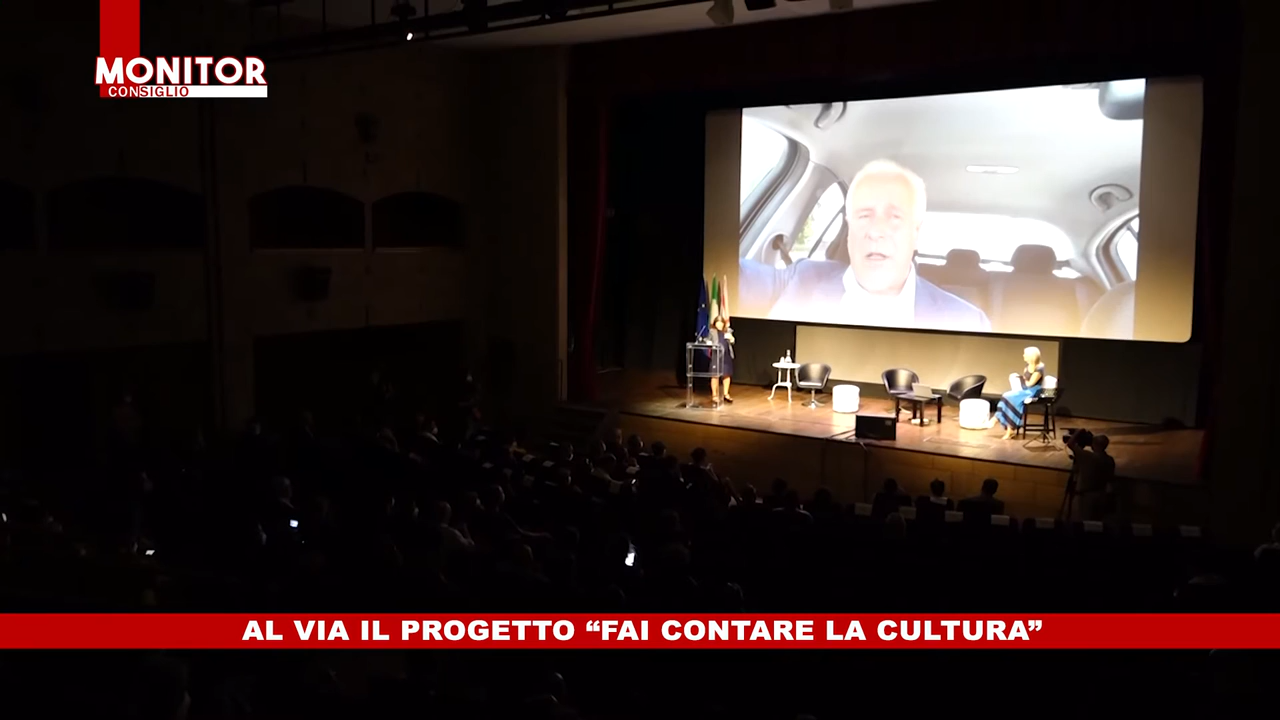 MONITOR
CONSIGLIO
AL VIA IL PROGETTO “FAI CONTARE LA CULTURA”